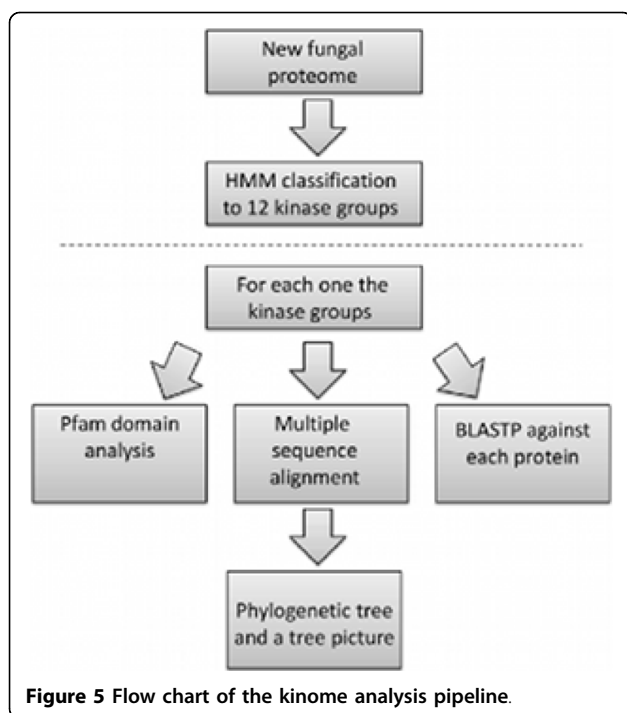 New fungal
proteome
HMM classification
to 12 kinase groups
For each one the
kinase groups
Pfam domain
analysis
Multiple
sequence
alignment
BLASTP against
each protein
Phylogenetic tree
and a tree picture
Figure 5 Flow chart of the kinome analysis pipeline.